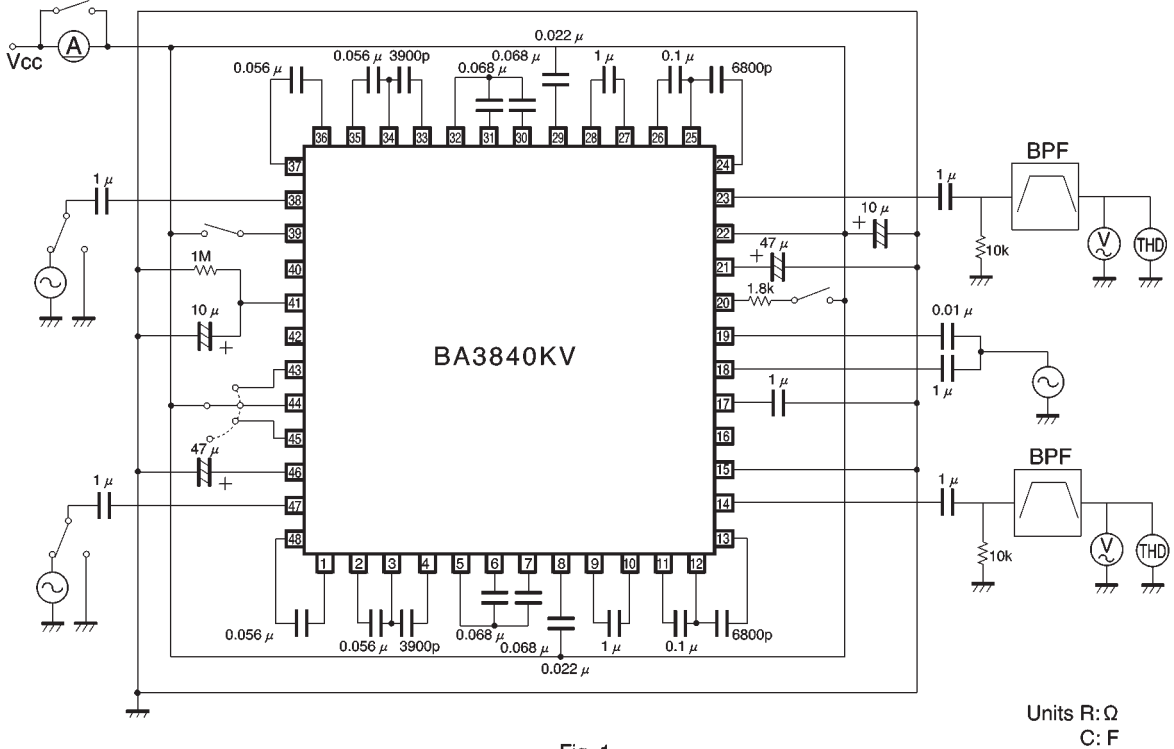 A
Vcc
0.056 μ
0.056 μ
3900p
0.068 μ
0.068 μ
0.022 μ
1 μ
0.1 μ
6800p
36
35
34
33
32
31
30
29
28
27
26
25
37
38
39
40
41
42
43
44
45
46
47
48
24
23
22
21
20
19
18
17
16
15
14
13
1 μ
1M
10 μ
+
47 μ
+
1 μ
BA3840KV
+
10 μ
+
47 μ
1.8k
1 μ
1 μ
10k
BPF
V
THD
0.01 μ
1 μ
1 μ
10k
BPF
V
THD
1
2
3
4
5
6
7
8
9
10
11
12
0.056 μ
0.056 μ
3900p
0.068 μ
0.068 μ
0.022 μ
1 μ
0.1 μ
6800p
Units R: Ω
C: F